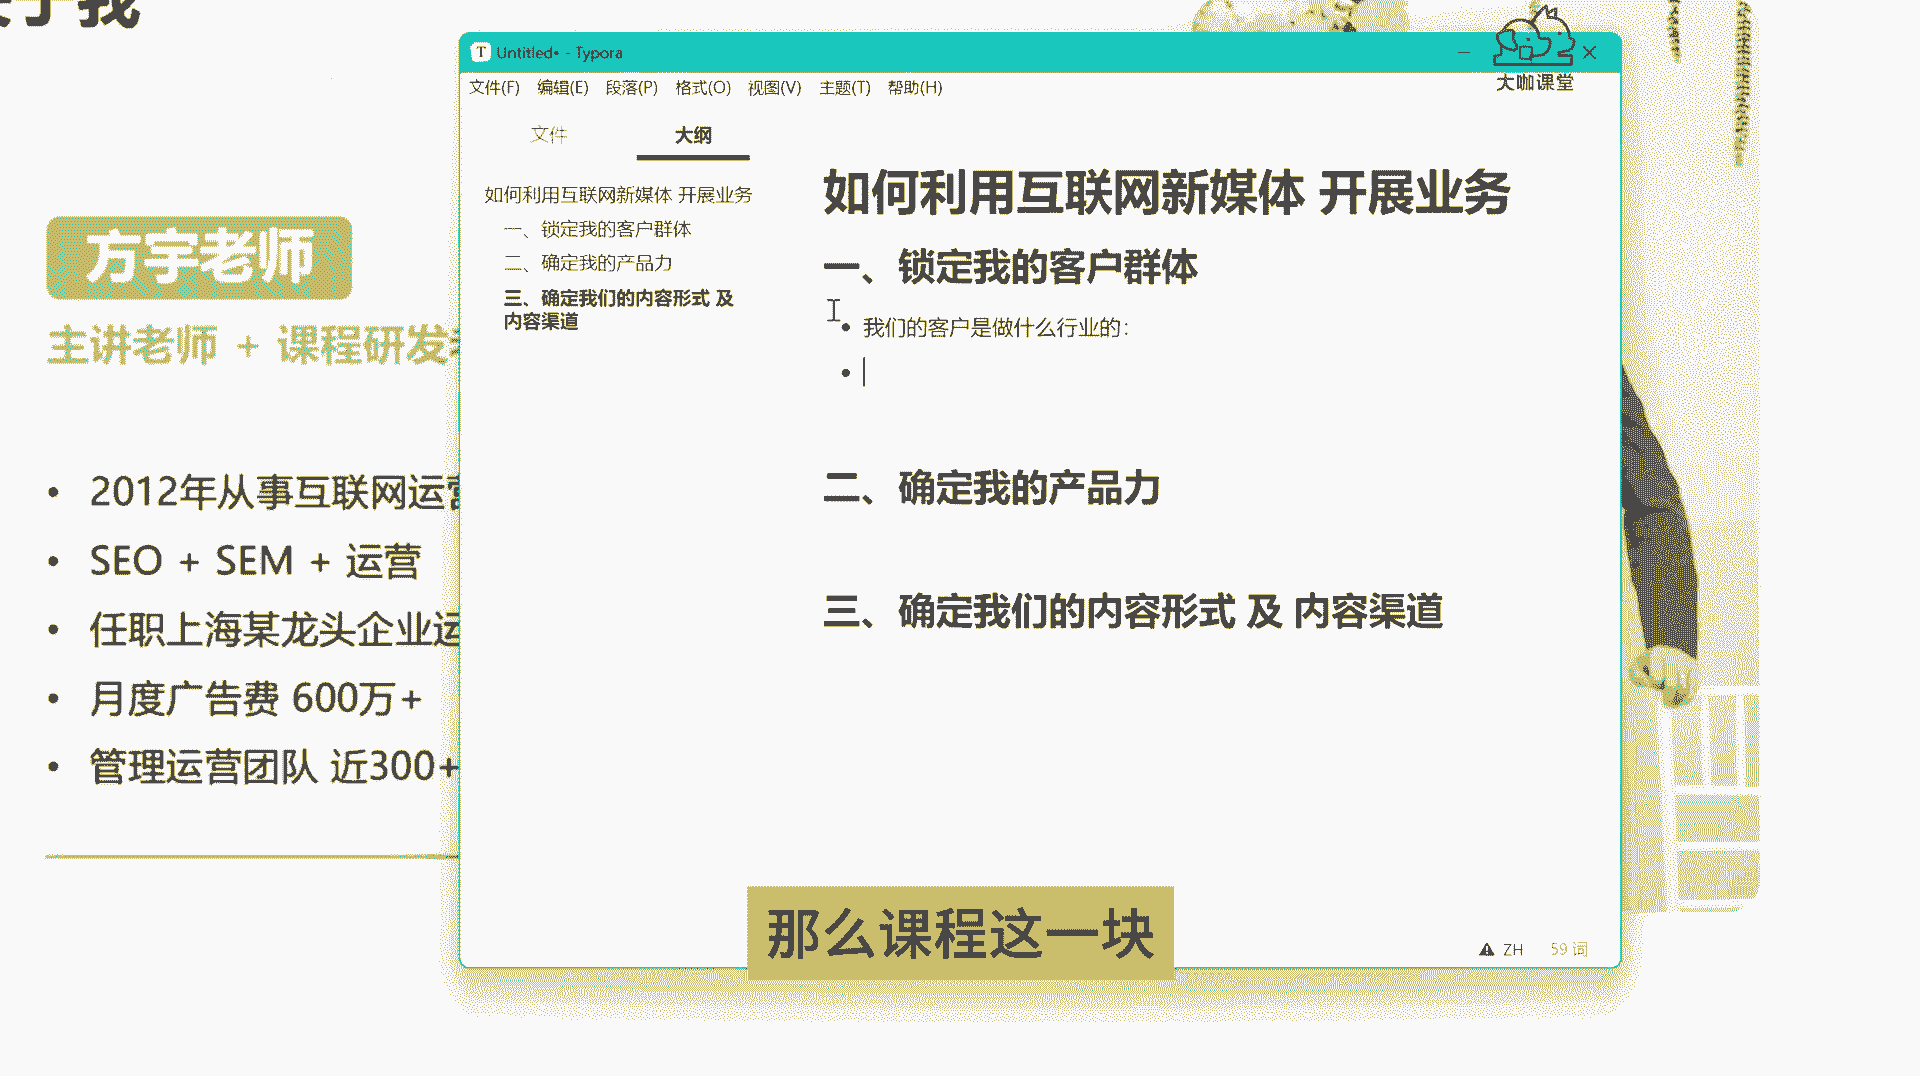 我
方宇老师
主讲老师 + 课程研发
2012年从事互联网运营
SEO + SEM + 运营
任职上海某龙头企业运
月度广告费 600万+
管理运营团队 近300+
Untitled• - Typora
大咖课堂
文件(F) 编辑(E) 段落(P) 格式(O) 视图(V) 主题(T) 帮助(H)
文件 大纲
如何利用互联网新媒体 开展业务
一、锁定我的客户群体
二、确定我的产品力
三、确定我们的内容形式 及
内容渠道
如何利用互联网新媒体 开展业务
一、锁定我的客户群体
我们的客户是做什么行业的：
二、确定我的产品力
三、确定我们的内容形式 及 内容渠道
ZH 59 词
那么课程这一块